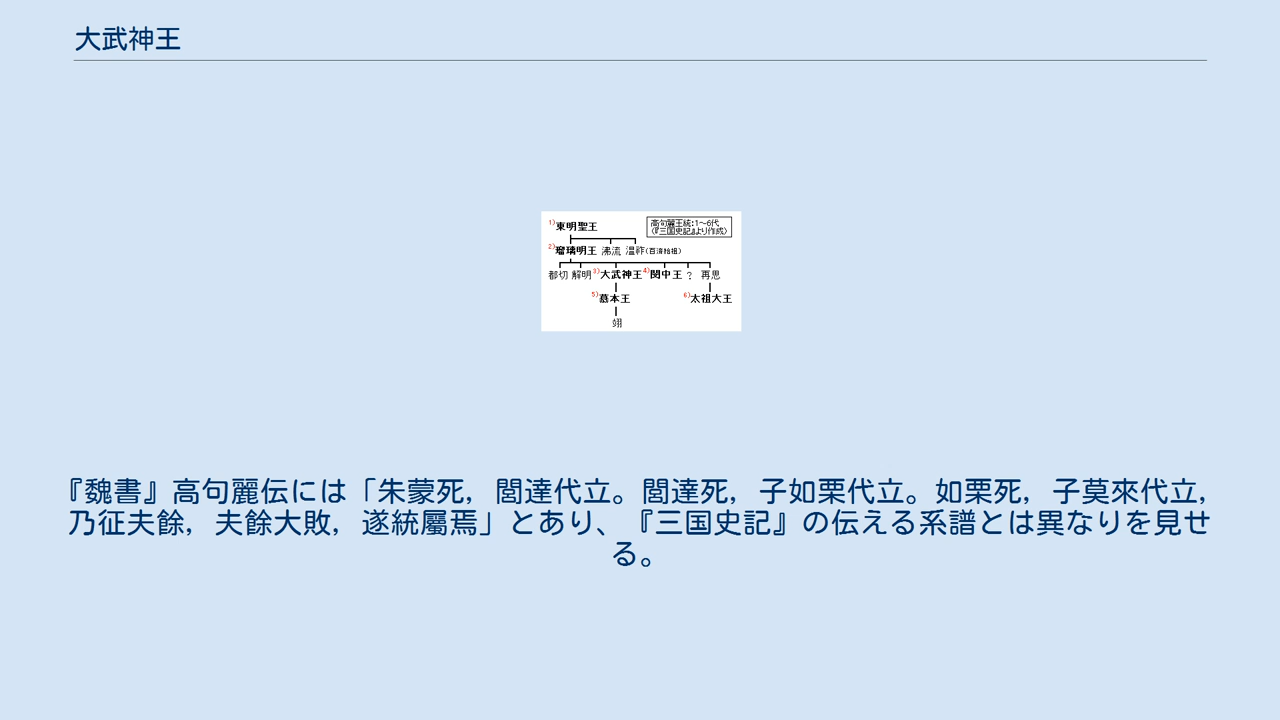 大武神王
1)東明聖王
高句麗王統:1～6代
(『三国史記』より作成)
2)瑠璃明王 沸流 温祚(百済始祖)
都切 解明 3)大武神王 4)閔中王 ? 再思
5)慕本王 6)太祖大王
翊
『魏書』高句麗伝には「朱蒙死，閭達代立。閭達死，子如栗代立。如栗死，子莫來代立，
乃征夫餘，夫餘大敗，遂統屬焉」とあり、『三国史記』の伝える系譜とは異なりを見せ
る。